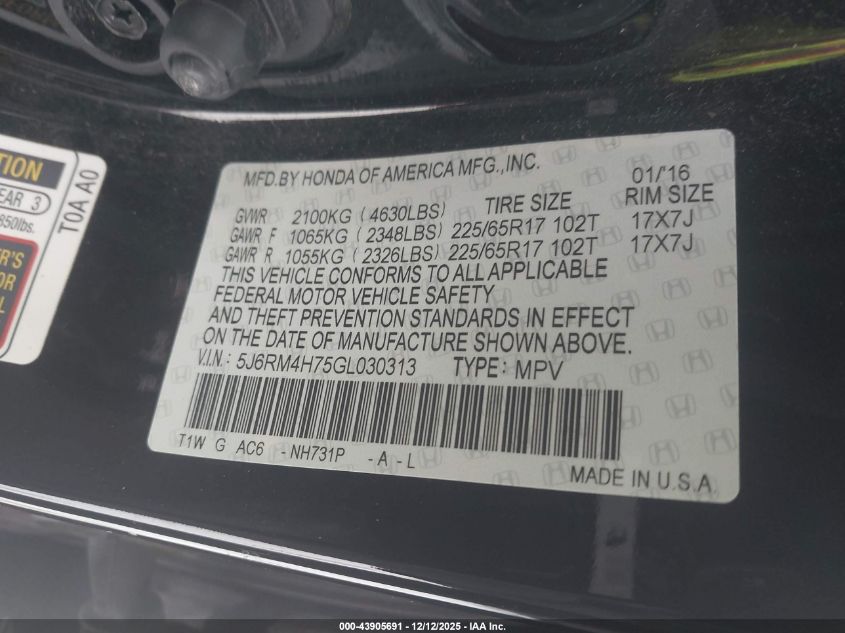 TION
EAR 3
850lbs.
ER'S
OR
L
T0A A0
MFD.BY HONDA OF AMERICA MFG.,INC. 01/'16
GVWR 2100KG (4630LBS) TIRE SIZE RIM SIZE
GAWR F 1065KG (2348LBS) 225/65R17 102T 17X7J
GAWR R 1055KG (2326LBS) 225/65R17 102T 17X7J
THIS VEHICLE CONFORMS TO ALL APPLICABLE
FEDERAL MOTOR VEHICLE SAFETY
AND THEFT PREVENTION STANDARDS IN EFFECT
ON THE DATE OF MANUFACTURE SHOWN ABOVE.
V.I.N.: 5J6RM4H75GL030313 TYPE: MPV
T1W G AC6 -NH731P -A-L
MADE IN U.S.A
000-43905691 - 12/12/2025 - IAA Inc.